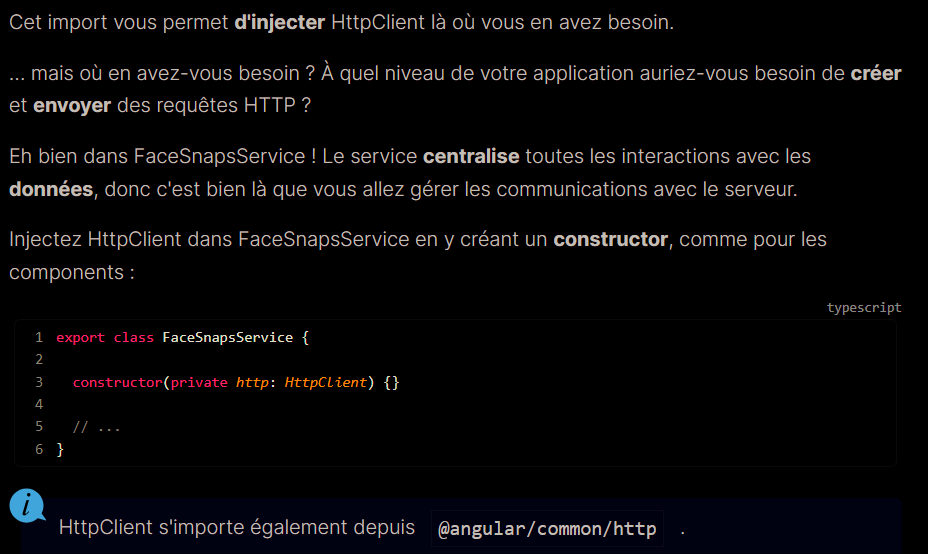 Cet import vous permet d'injecter HttpClient là où vous en avez besoin.
... mais où en avez-vous besoin ? À quel niveau de votre application auriez-vous besoin de créer
et envoyer des requêtes HTTP ?
Eh bien dans FaceSnapsService ! Le service centralise toutes les interactions avec les
données, donc c'est bien là que vous allez gérer les communications avec le serveur.
Injectez HttpClient dans FaceSnapsService en y créant un constructor, comme pour les
components :
typescript
1 export class FaceSnapsService {
2
3   constructor(private http: HttpClient) {}
4
5   // ...
6 }
i
HttpClient s'importe également depuis @angular/common/http .